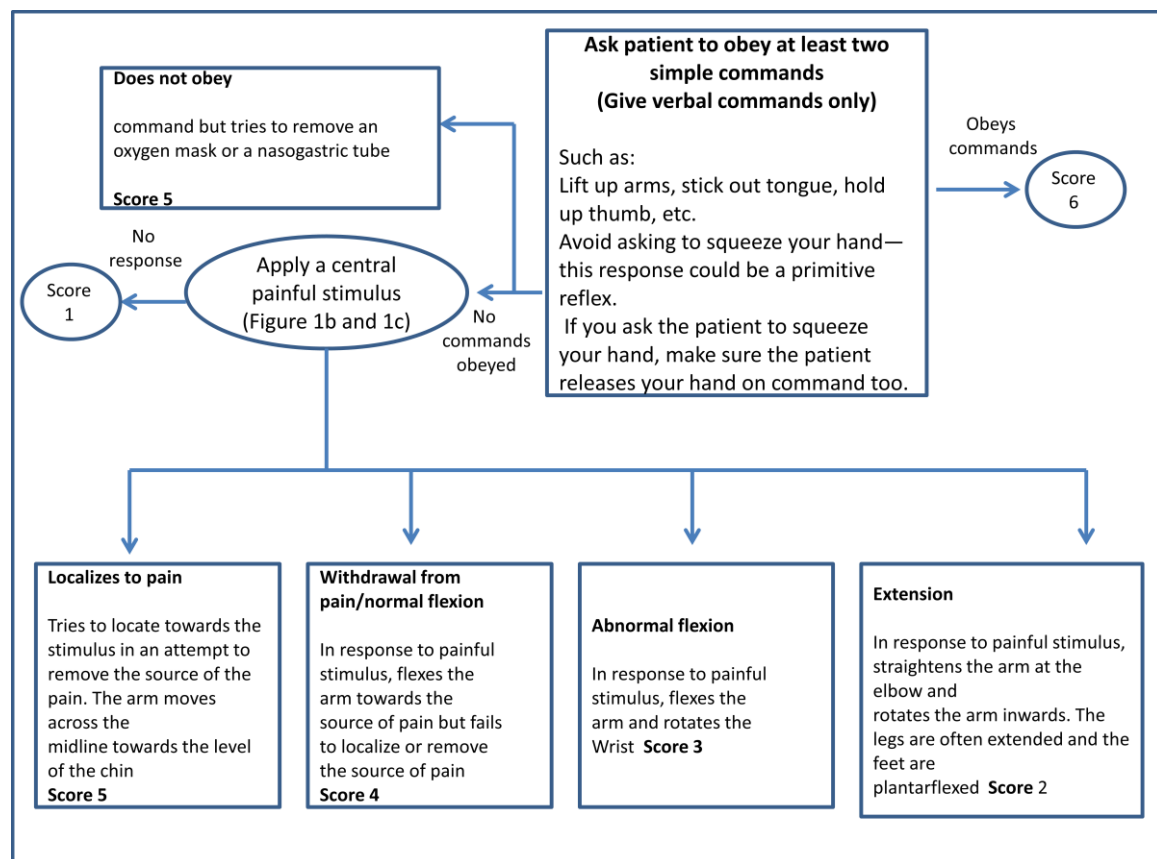 Ask patient to obey at least two
simple commands
(Give verbal commands only)
Such as:
Lift up arms, stick out tongue, hold
up thumb, etc.
Avoid asking to squeeze your hand—
this response could be a primitive
reflex.
If you ask the patient to squeeze
your hand, make sure the patient
releases your hand on command too.
Obeys
commands
Score
6
Does not obey
command but tries to remove an
oxygen mask or a nasogastric tube
Score 5
No
commands
obeyed
Apply a central
painful stimulus
(Figure 1b and 1c)
No
response
Score
1
Localizes to pain
Tries to locate towards the
stimulus in an attempt to
remove the source of the
pain. The arm moves
across the
midline towards the level
of the chin
Score 5
Withdrawal from
pain/normal flexion
In response to painful
stimulus, flexes the
arm towards the
source of pain but fails
to localize or remove
the source of pain
Score 4
Abnormal flexion
In response to painful
stimulus, flexes the
arm and rotates the
Wrist Score 3
Extension
In response to painful stimulus,
straightens the arm at the
elbow and
rotates the arm inwards. The
legs are often extended and the
feet are
plantarflexed Score 2